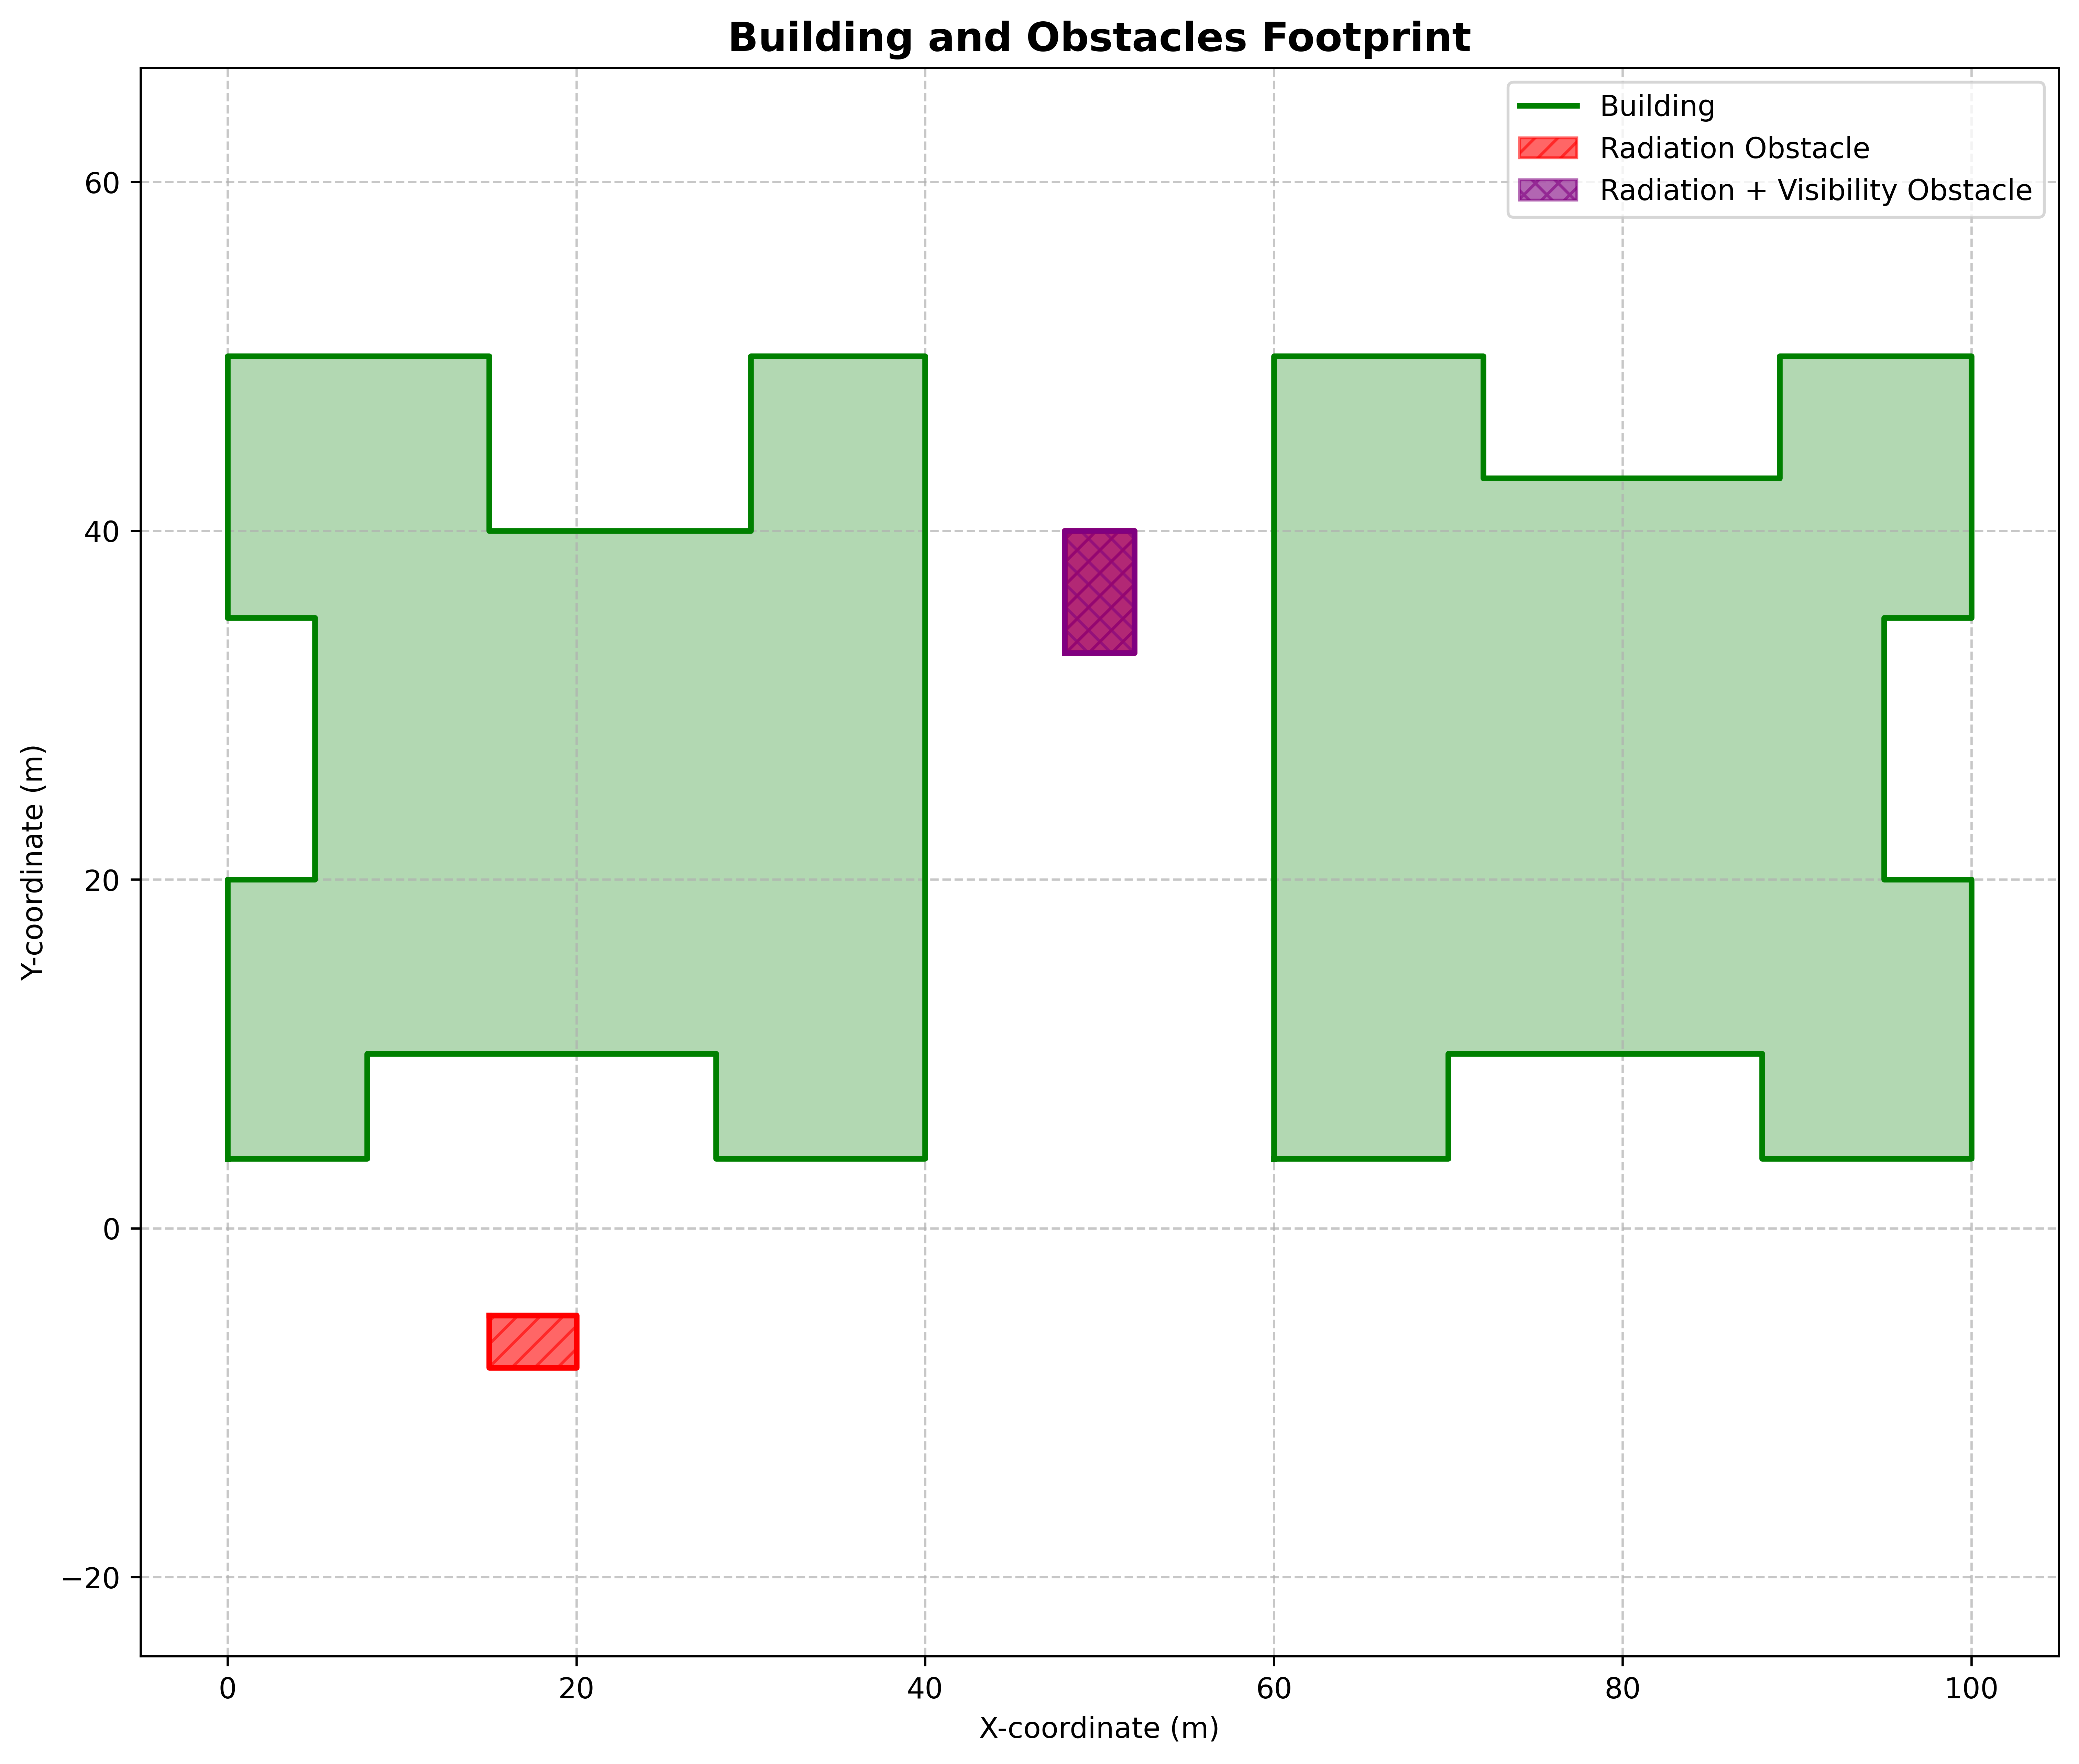 Building and Obstacles Footprint
Building
Radiation Obstacle
Radiation + Visibility Obstacle
60
40
20
0
−20
Y-coordinate (m)
0 20 40 60 80 100
X-coordinate (m)